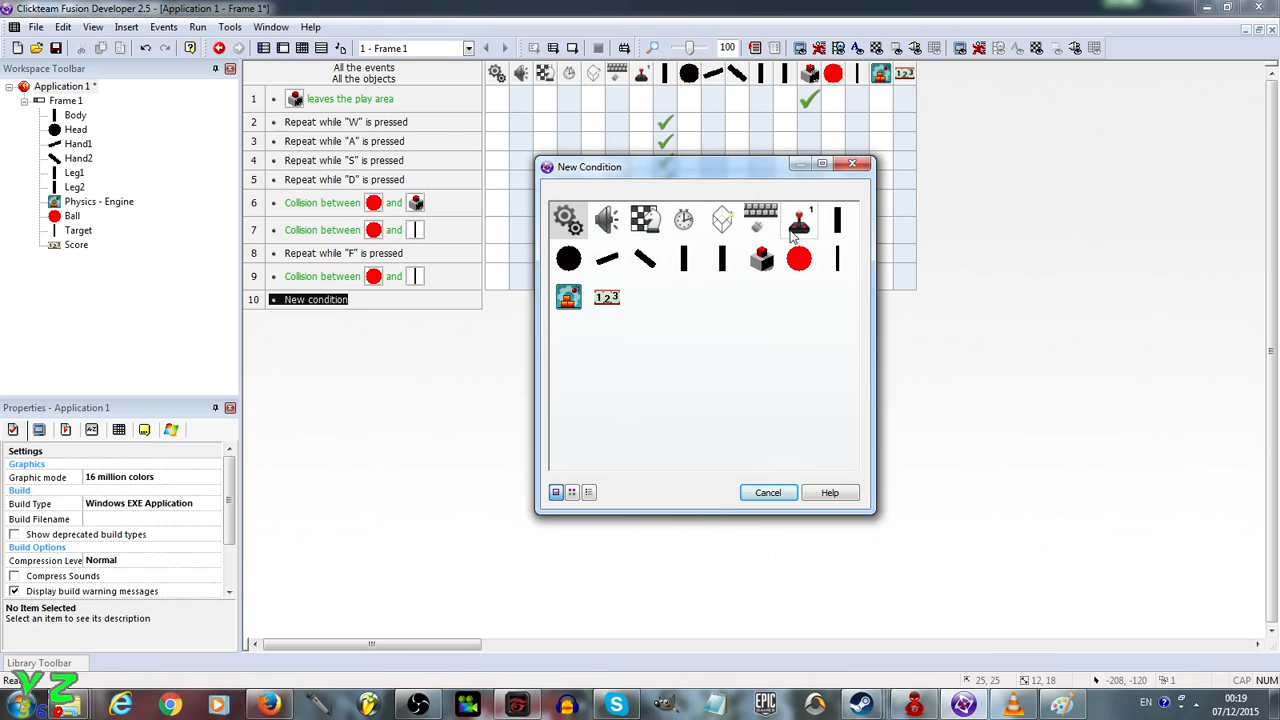 Clickteam Fusion Developer 2.5 - [Application 1 - Frame 1*]
File Edit View Insert Events Run Tools Window Help
1 - Frame 1
100
Workspace Toolbar
Application 1 *
Frame 1
Body
Head
Hand1
Hand2
Leg1
Leg2
Physics - Engine
Ball
Target
Score
All the events
All the objects
1 leaves the play area
2 Repeat while "W" is pressed
3 Repeat while "A" is pressed
4 Repeat while "S" is pressed
5 Repeat while "D" is pressed
6 Collision between and
7 Collision between and
8 Repeat while "F" is pressed
9 Collision between and
10 New condition
New Condition
1
123
Cancel Help
Properties - Application 1
Settings
Graphics
Graphic mode 16 million colors
Build
Build Type Windows EXE Application
Build Filename
Show deprecated build types
Build Options
Compression Leve Normal
Compress Sounds
Display build warning messages
No Item Selected
Select an item to see its description
Library Toolbar
Rea
25, 25 12, 18 -208, -120 1 CAP NUM
YZ
EPIC GAMES
EN 00:19
07/12/2015